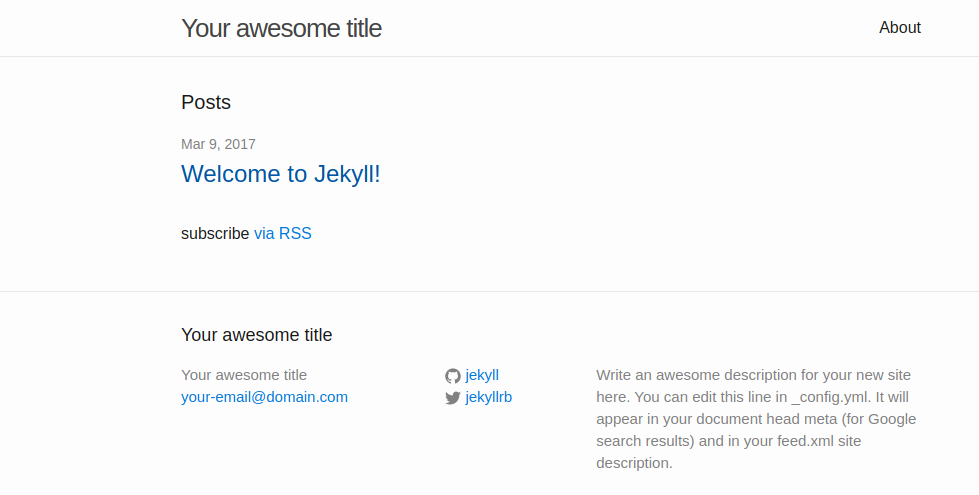 Your awesome title
About
Posts
Mar 9, 2017
Welcome to Jekyll!
subscribe via RSS
Your awesome title
Your awesome title
your-email@domain.com
jekyll
jekyllrb
Write an awesome description for your new site
here. You can edit this line in _config.yml. It will
appear in your document head meta (for Google
search results) and in your feed.xml site
description.